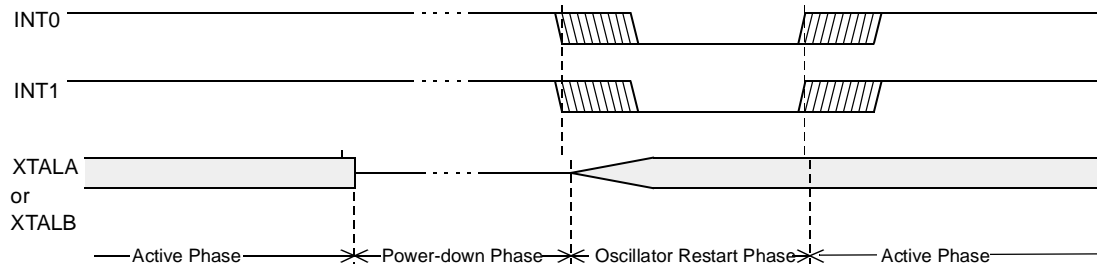 INT0
INT1
XTALA
or
XTALB
Active Phase Power-down Phase Oscillator Restart Phase Active Phase